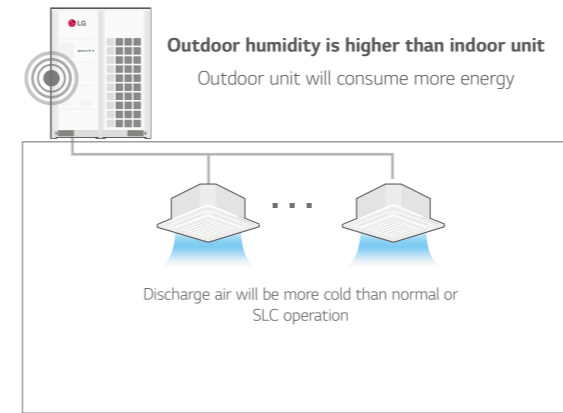 LG
Outdoor humidity is higher than indoor unit
Outdoor unit will consume more energy
Discharge air will be more cold than normal or
SLC operation